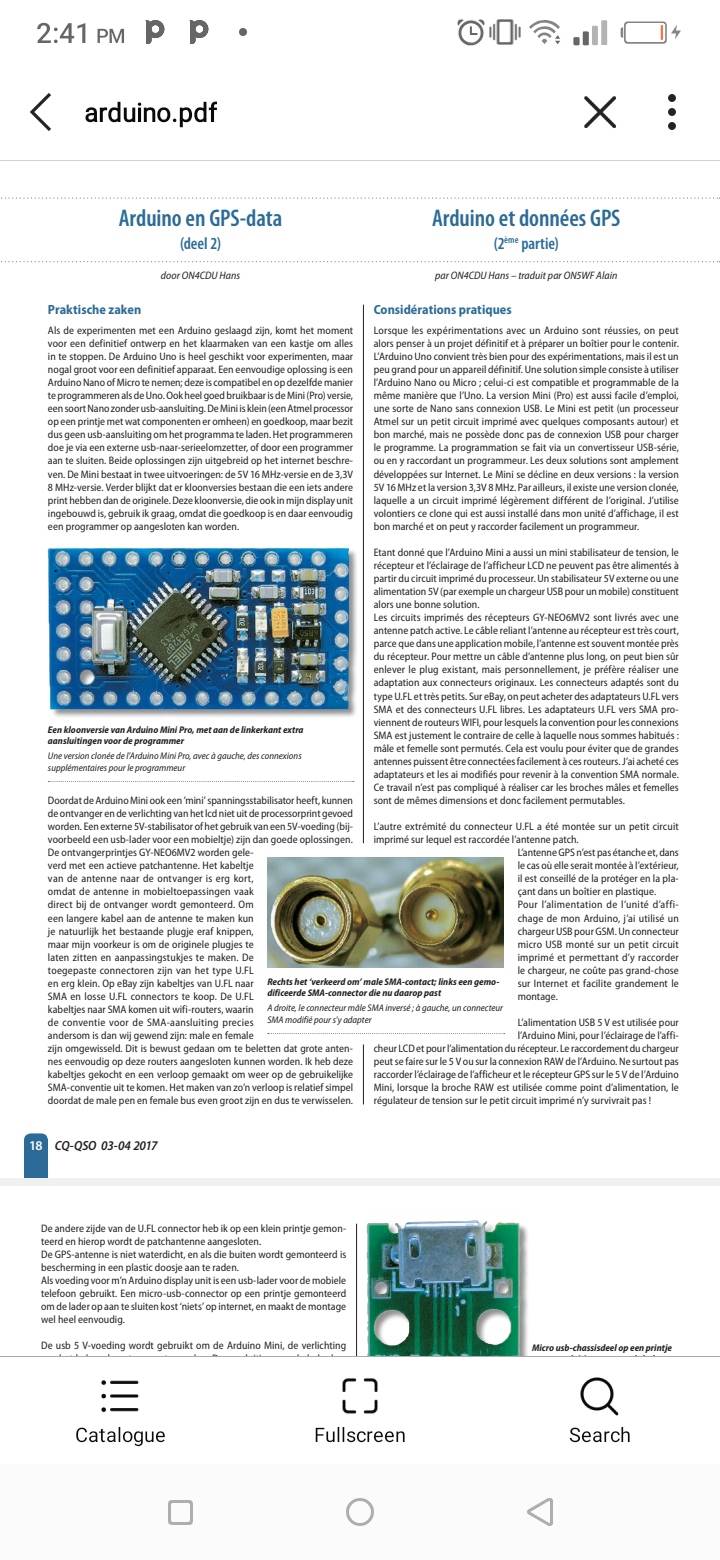 2:41 PM
arduino.pdf
Arduino en GPS-data
(deel 2)
door ON4CDU Hans
Arduino et données GPS
(2ème partie)
par ON4CDU Hans – traduit par ON5WF Alain
Praktische zaken
Als de experimenten met een Arduino geslaagd zijn, komt het moment
voor een definitief ontwerp en het klaarmaken van een kastje om alles
in te stoppen. De Arduino Uno is heel geschikt voor experimenten, maar
nogal groot voor een definitief apparaat. Een eenvoudige oplossing is een
Arduino Nano of Micro te nemen; deze is compatibel en op dezelfde manier
te programmeren als de Uno. Ook heel goed bruikbaar is de Mini (Pro) versie,
een soort Nano zonder usb-aansluiting. De Mini is klein (een Atmel processor
op een printje met wat componenten er omheen) en goedkoop, maar bezit
dus geen usb-aansluiting om het programma te laden. Het programmeren
doe je via een externe usb-naar-serieelomzetter, of door een programmer
aan te sluiten. Beide oplossingen zijn uitgebreid op het internet beschre-
ven. De Mini bestaat in twee uitvoeringen: de 5V 16 MHz-versie en de 3,3V
8 MHz-versie. Verder blijkt dat er kloonversies bestaan die een iets andere
print hebben dan de originele. Deze kloonversie, die ook in mijn display unit
ingebouwd is, gebruik ik graag, omdat die goedkoop is en daar eenvoudig
een programmer op aangesloten kan worden.
Een kloonversie van Arduino Mini Pro, met aan de linkerkant extra
aansluitingen voor de programmer
Une version clonée de l'Arduino Mini Pro, avec à gauche, des connexions
supplémentaires pour le programmeur
Doordat de Arduino Mini ook een 'mini' spanningsstabilisator heeft, kunnen
de ontvanger en de verlichting van het lcd niet uit de processorprint gevoed
worden. Een externe 5V-stabilisator of het gebruik van een 5V-voeding (bij-
voorbeeld een usb-lader voor een mobieltje) zijn dan goede oplossingen.
De ontvangerprintjes GY-NEO6MV2 worden gele-
verd met een actieve patchantenne. Het kabeltje
van de antenne naar de ontvanger is erg kort,
omdat de antenne in mobieltoepassingen vaak
direct bij de ontvanger wordt gemonteerd. Om
een langere kabel aan de antenne te maken kun
je natuurlijk het bestaande plugje eraf knippen,
maar mijn voorkeur is om de originele plugjes te
laten zitten en aanpassingstukjes te maken. De
toegepaste connectoren zijn van het type U.FL
en erg klein. Op eBay zijn kabeltjes van U.FL naar
SMA en losse U.FL connectors te koop. De U.FL
kabeltjes naar SMA komen uit wifi-routers, waarin
de conventie voor de SMA-aansluiting precies
andersom is dan wij gewend zijn: male en female
zijn omgewisseld. Dit is bewust gedaan om te beletten dat grote anten-
nes eenvoudig op deze routers aangesloten kunnen worden. Ik heb deze
kabeltjes gekocht en een verloop gemaakt om weer op de gebruikelijke
SMA-conventie uit te komen. Het maken van zo'n verloop is relatief simpel
doordat de male pen en female bus even groot zijn en dus te verwisselen.
Rechts het 'verkeerd om' male SMA-contact; links een gemo-
dificeerde SMA-connector die nu daarop past
A droite, le connecteur mâle SMA inversé ; à gauche, un connecteur
SMA modifié pour s'y adapter
Considérations pratiques
Lorsque les expérimentations avec un Arduino sont réussies, on peut
alors penser à un projet définitif et à préparer un boîtier pour le contenir.
L'Arduino Uno convient très bien pour des expérimentations, mais il est un
peu grand pour un appareil définitif. Une solution simple consiste à utiliser
l'Arduino Nano ou Micro ; celui-ci est compatible et programmable de la
même manière que l'Uno. La version Mini (Pro) est aussi facile d'emploi,
une sorte de Nano sans connexion USB. Le Mini est petit (un processeur
Atmel sur un petit circuit imprimé avec quelques composants autour) et
bon marché, mais ne possède donc pas de connexion USB pour charger
le programme. La programmation se fait via un convertisseur USB-série,
ou en y raccordant un programmeur. Les deux solutions sont amplement
développées sur Internet. Le Mini se décline en deux versions : la version
5V 16 MHz et la version 3,3V 8 MHz. Par ailleurs, il existe une version clonée,
laquelle a un circuit imprimé légèrement différent de l'original. J'utilise
volontiers ce clone qui est aussi installé dans mon unité d'affichage, il est
bon marché et on peut y raccorder facilement un programmeur.
Etant donné que l'Arduino Mini a aussi un mini stabilisateur de tension, le
récepteur et l'éclairage de l'afficheur LCD ne peuvent pas être alimentés à
partir du circuit imprimé du processeur. Un stabilisateur 5V externe ou une
alimentation 5V (par exemple un chargeur USB pour un mobile) constituent
alors une bonne solution.
Les circuits imprimés des récepteurs GY-NEO6MV2 sont livrés avec une
antenne patch active. Le câble reliant l'antenne au récepteur est très court,
parce que dans une application mobile, l'antenne est souvent montée près
du récepteur. Pour mettre un câble d'antenne plus long, on peut bien sûr
enlever le plug existant, mais personnellement, je préfère réaliser une
adaptation aux connecteurs originaux. Les connecteurs adaptés sont du
type U.FL et très petits. Sur eBay, on peut acheter des adaptateurs U.FL vers
SMA et des connecteurs U.FL libres. Les adaptateurs U.FL vers SMA pro-
viennent de routeurs WIFI, pour lesquels la convention pour les connexions
SMA est justement le contraire de celle à laquelle nous sommes habitués :
mâle et femelle sont permutés. Cela est voulu pour éviter que de grandes
antennes puissent être connectées facilement à ces routeurs. J'ai acheté ces
adaptateurs et les ai modifiés pour revenir à la convention SMA normale.
Ce travail n'est pas compliqué à réaliser car les broches mâles et femelles
sont de mêmes dimensions et donc facilement permutables.
L'autre extrémité du connecteur U.FL a été montée sur un petit circuit
imprimé sur lequel est raccordée l'antenne patch.
L'antenne GPS n'est pas étanche et, dans
le cas où elle serait montée à l'extérieur,
il est conseillé de la protéger en la pla-
çant dans un boîtier en plastique.
Pour l'alimentation de l'unité d'affi-
chage de mon Arduino, j'ai utilisé un
chargeur USB pour GSM. Un connecteur
micro USB monté sur un petit circuit
imprimé et permettant d'y raccorder
le chargeur, ne coûte pas grand-chose
sur Internet et facilite grandement le
montage.
L'alimentation USB 5 V est utilisée pour
l'Arduino Mini, pour l'éclairage de l'affi-
cheur LCD et pour l'alimentation du récepteur. Le raccordement du chargeur
peut se faire sur le 5 V ou sur la connexion RAW de l'Arduino. Ne surtout pas
raccorder l'éclairage de l'afficheur et le récepteur GPS sur le 5 V de l'Arduino
Mini, lorsque la broche RAW est utilisée comme point d'alimentation, le
régulateur de tension sur le petit circuit imprimé n'y survivrait pas !
18 CQ-QSO 03-04 2017
De andere zijde van de U.FL connector heb ik op een klein printje gemon-
teerd en hierop wordt de patchantenne aangesloten.
De GPS-antenne is niet waterdicht, en als die buiten wordt gemonteerd is
bescherming in een plastic doosje aan te raden.
Als voeding voor m'n Arduino display unit is een usb-lader voor de mobiele
telefoon gebruikt. Een micro-usb-connector op een printje gemonteerd
om de lader op aan te sluiten kost 'niets' op internet, en maakt de montage
wel heel eenvoudig.
De usb 5 V-voeding wordt gebruikt om de Arduino Mini, de verlichting
Micro usb-chassisdeel op een printje
Catalogue
Fullscreen
Search